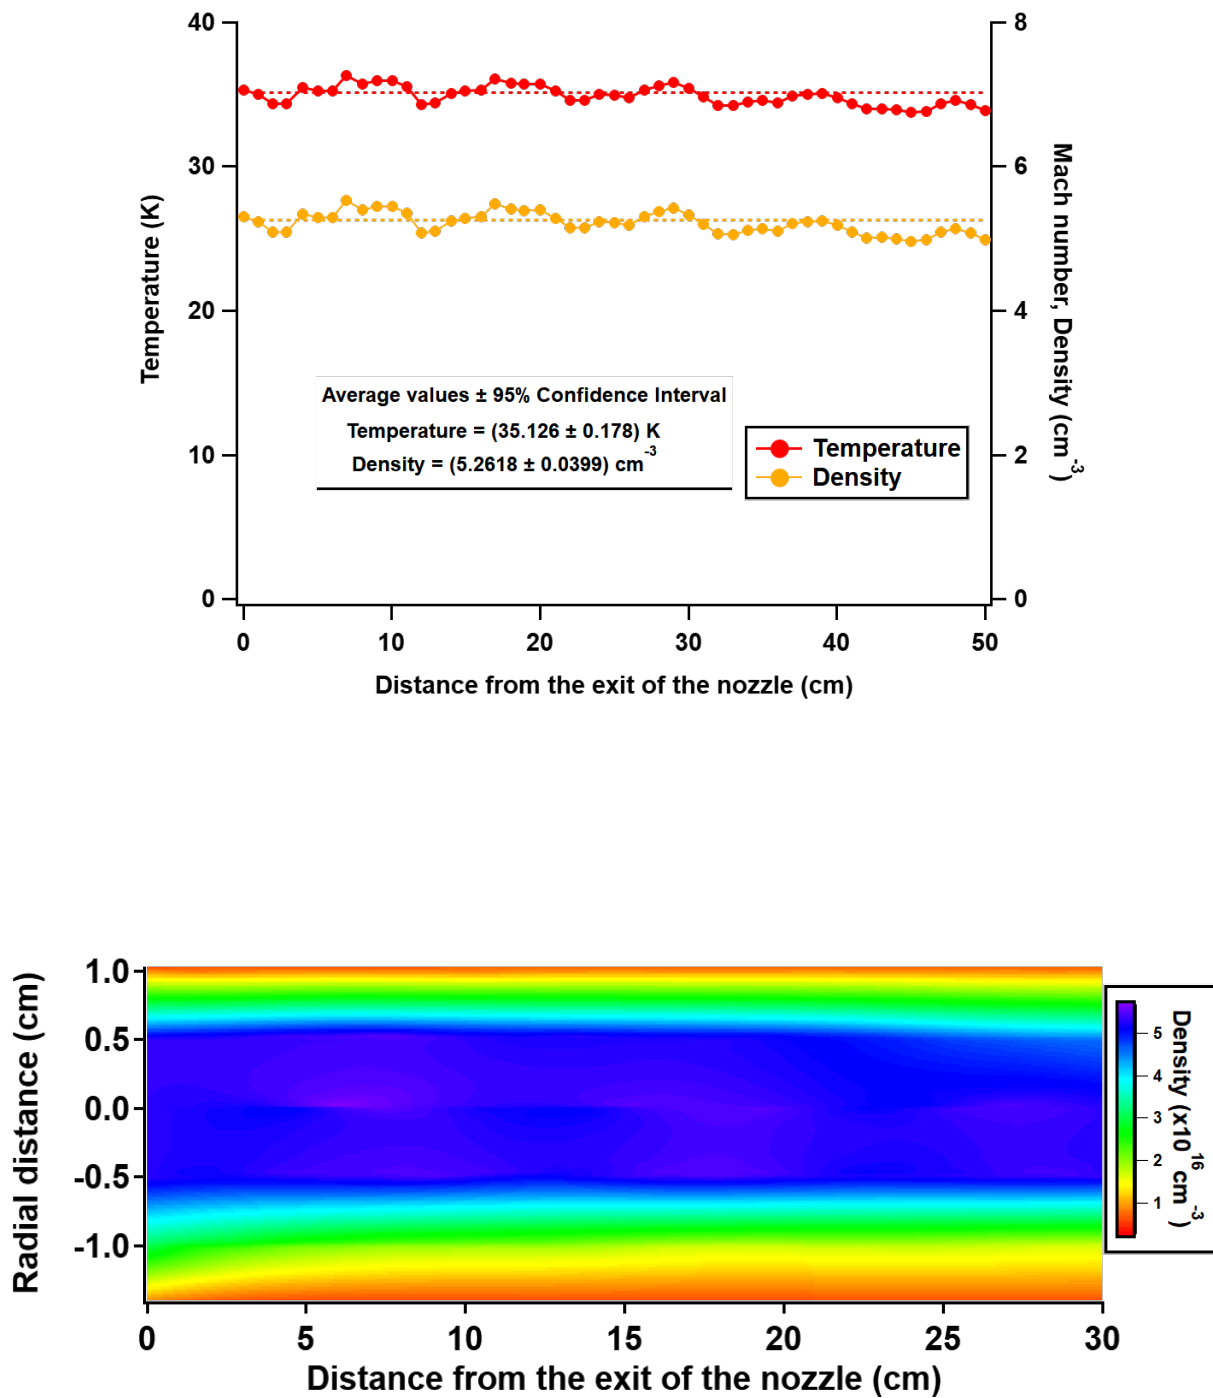 40
30
20
10
0
Temperature (K)
8
6
4
2
0
Mach number, Density (cm⁻³)
Average values ± 95% Confidence Interval
Temperature = (35.126 ± 0.178) K
Density = (5.2618 ± 0.0399) cm⁻³
Temperature
Density
0 10 20 30 40 50
Distance from the exit of the nozzle (cm)
1.0
0.5
0.0
-0.5
-1.0
Radial distance (cm)
5
4
3
2
1
Density (x10¹⁶ cm⁻³)
0 5 10 15 20 25 30
Distance from the exit of the nozzle (cm)